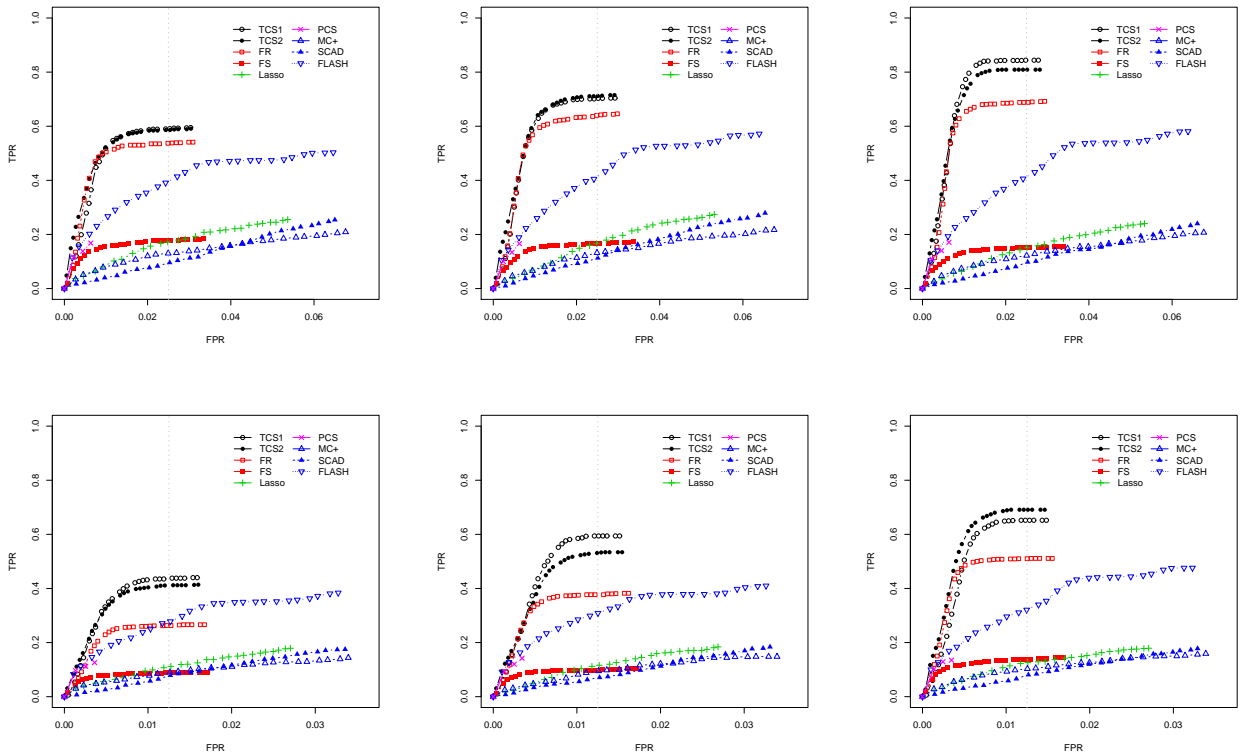 1.0
0.8
0.6
0.4
0.2
0.0
TPR
0.00 0.02 0.04 0.06
FPR
TCS1 PCS
TCS2 MC+
FR SCAD
FS FLASH
Lasso
1.0
0.8
0.6
0.4
0.2
0.0
TPR
0.00 0.02 0.04 0.06
FPR
TCS1 PCS
TCS2 MC+
FR SCAD
FS FLASH
Lasso
1.0
0.8
0.6
0.4
0.2
0.0
TPR
0.00 0.02 0.04 0.06
FPR
TCS1 PCS
TCS2 MC+
FR SCAD
FS FLASH
Lasso
1.0
0.8
0.6
0.4
0.2
0.0
TPR
0.00 0.01 0.02 0.03
FPR
TCS1 PCS
TCS2 MC+
FR SCAD
FS FLASH
Lasso
1.0
0.8
0.6
0.4
0.2
0.0
TPR
0.00 0.01 0.02 0.03
FPR
TCS1 PCS
TCS2 MC+
FR SCAD
FS FLASH
Lasso
1.0
0.8
0.6
0.4
0.2
0.0
TPR
0.00 0.01 0.02 0.03
FPR
TCS1 PCS
TCS2 MC+
FR SCAD
FS FLASH
Lasso